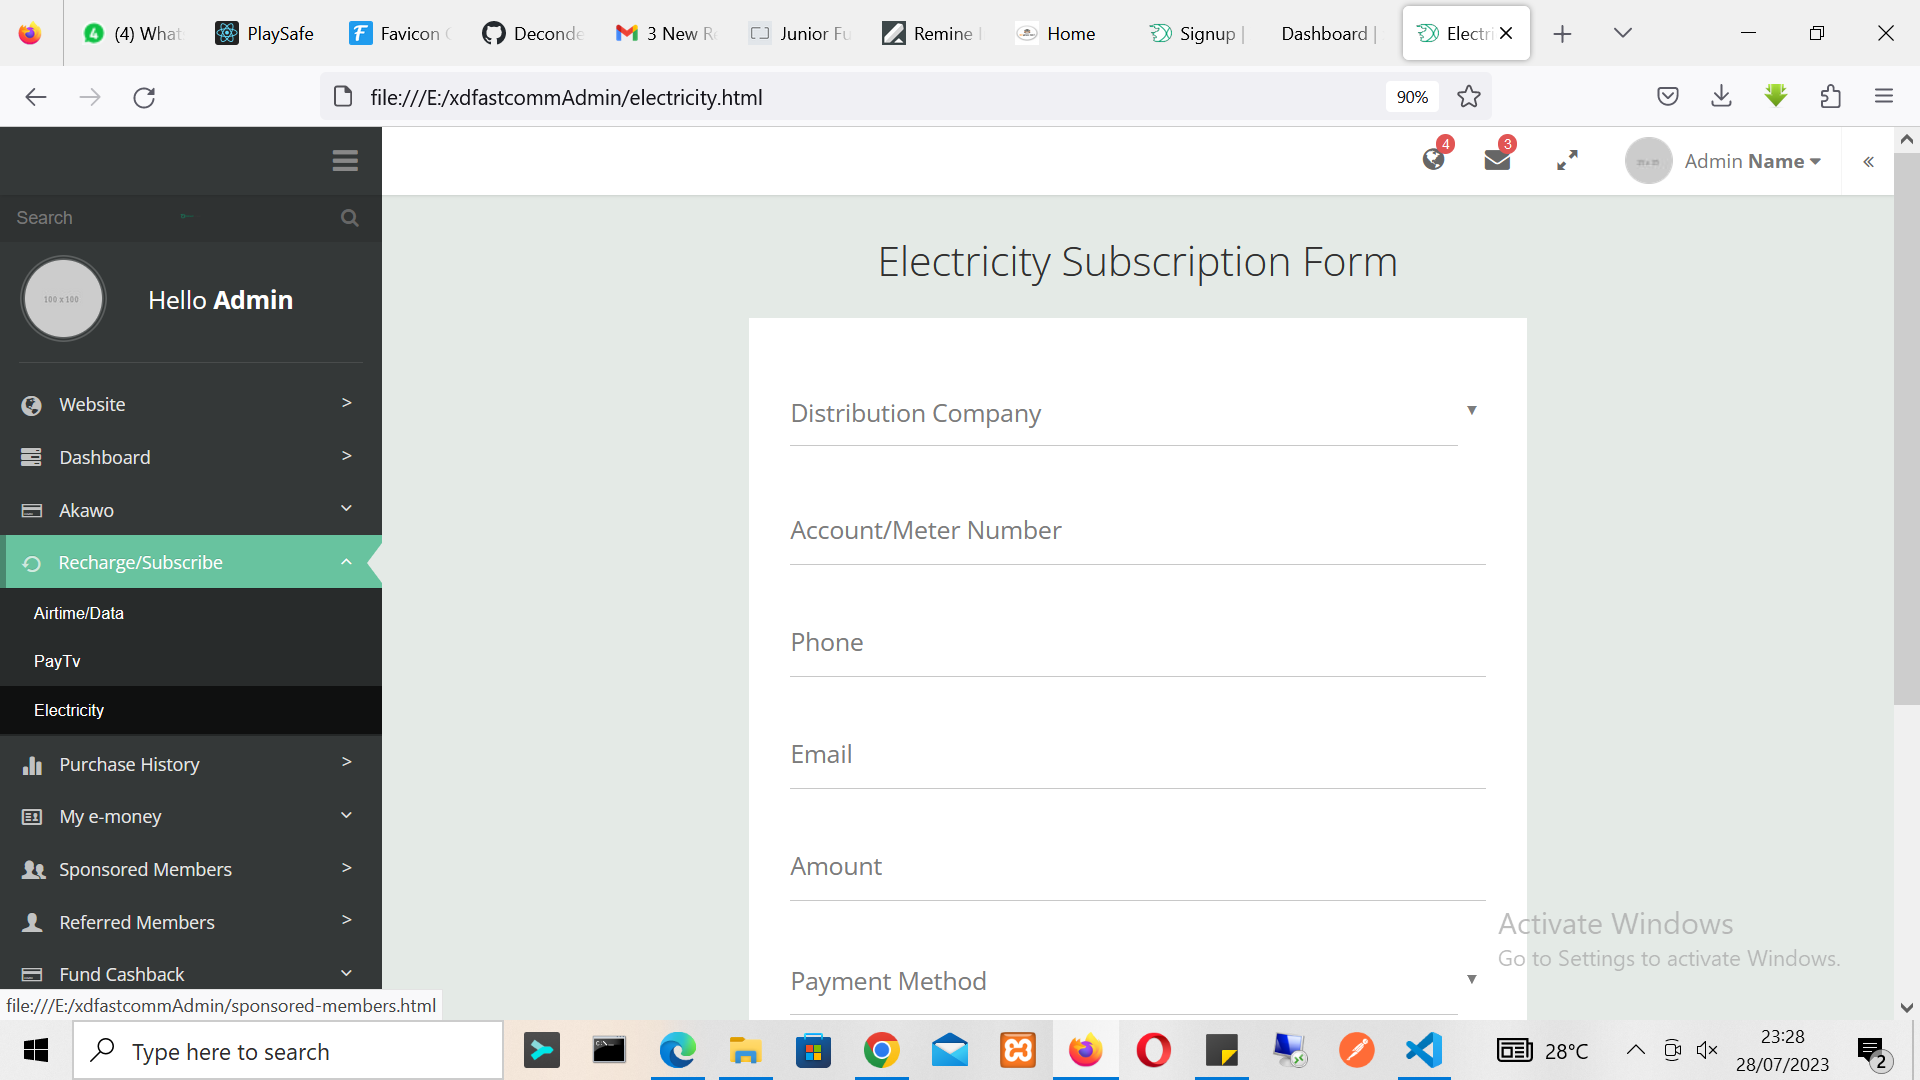 4
(4) What
PlaySafe
Favicon
Deconde
3 New R
Junior Fu
Remine
Home
Signup |
Dashboard |
Electri
file:///E:/xdfastcommAdmin/electricity.html
90%
4
3
Admin Name
«
Search
Electricity Subscription Form
100 x 100
Hello Admin
Website >
Distribution Company
Dashboard >
Akawo
Account/Meter Number
Recharge/Subscribe
Airtime/Data
Phone
PayTv
Electricity
Email
Purchase History >
My e-money
Amount
Sponsored Members >
Referred Members >
Activate Windows
Go to Settings to activate Windows.
Fund Cashback
Payment Method
file:///E:/xdfastcommAdmin/sponsored-members.html
Type here to search
28°C
23:28
28/07/2023
2